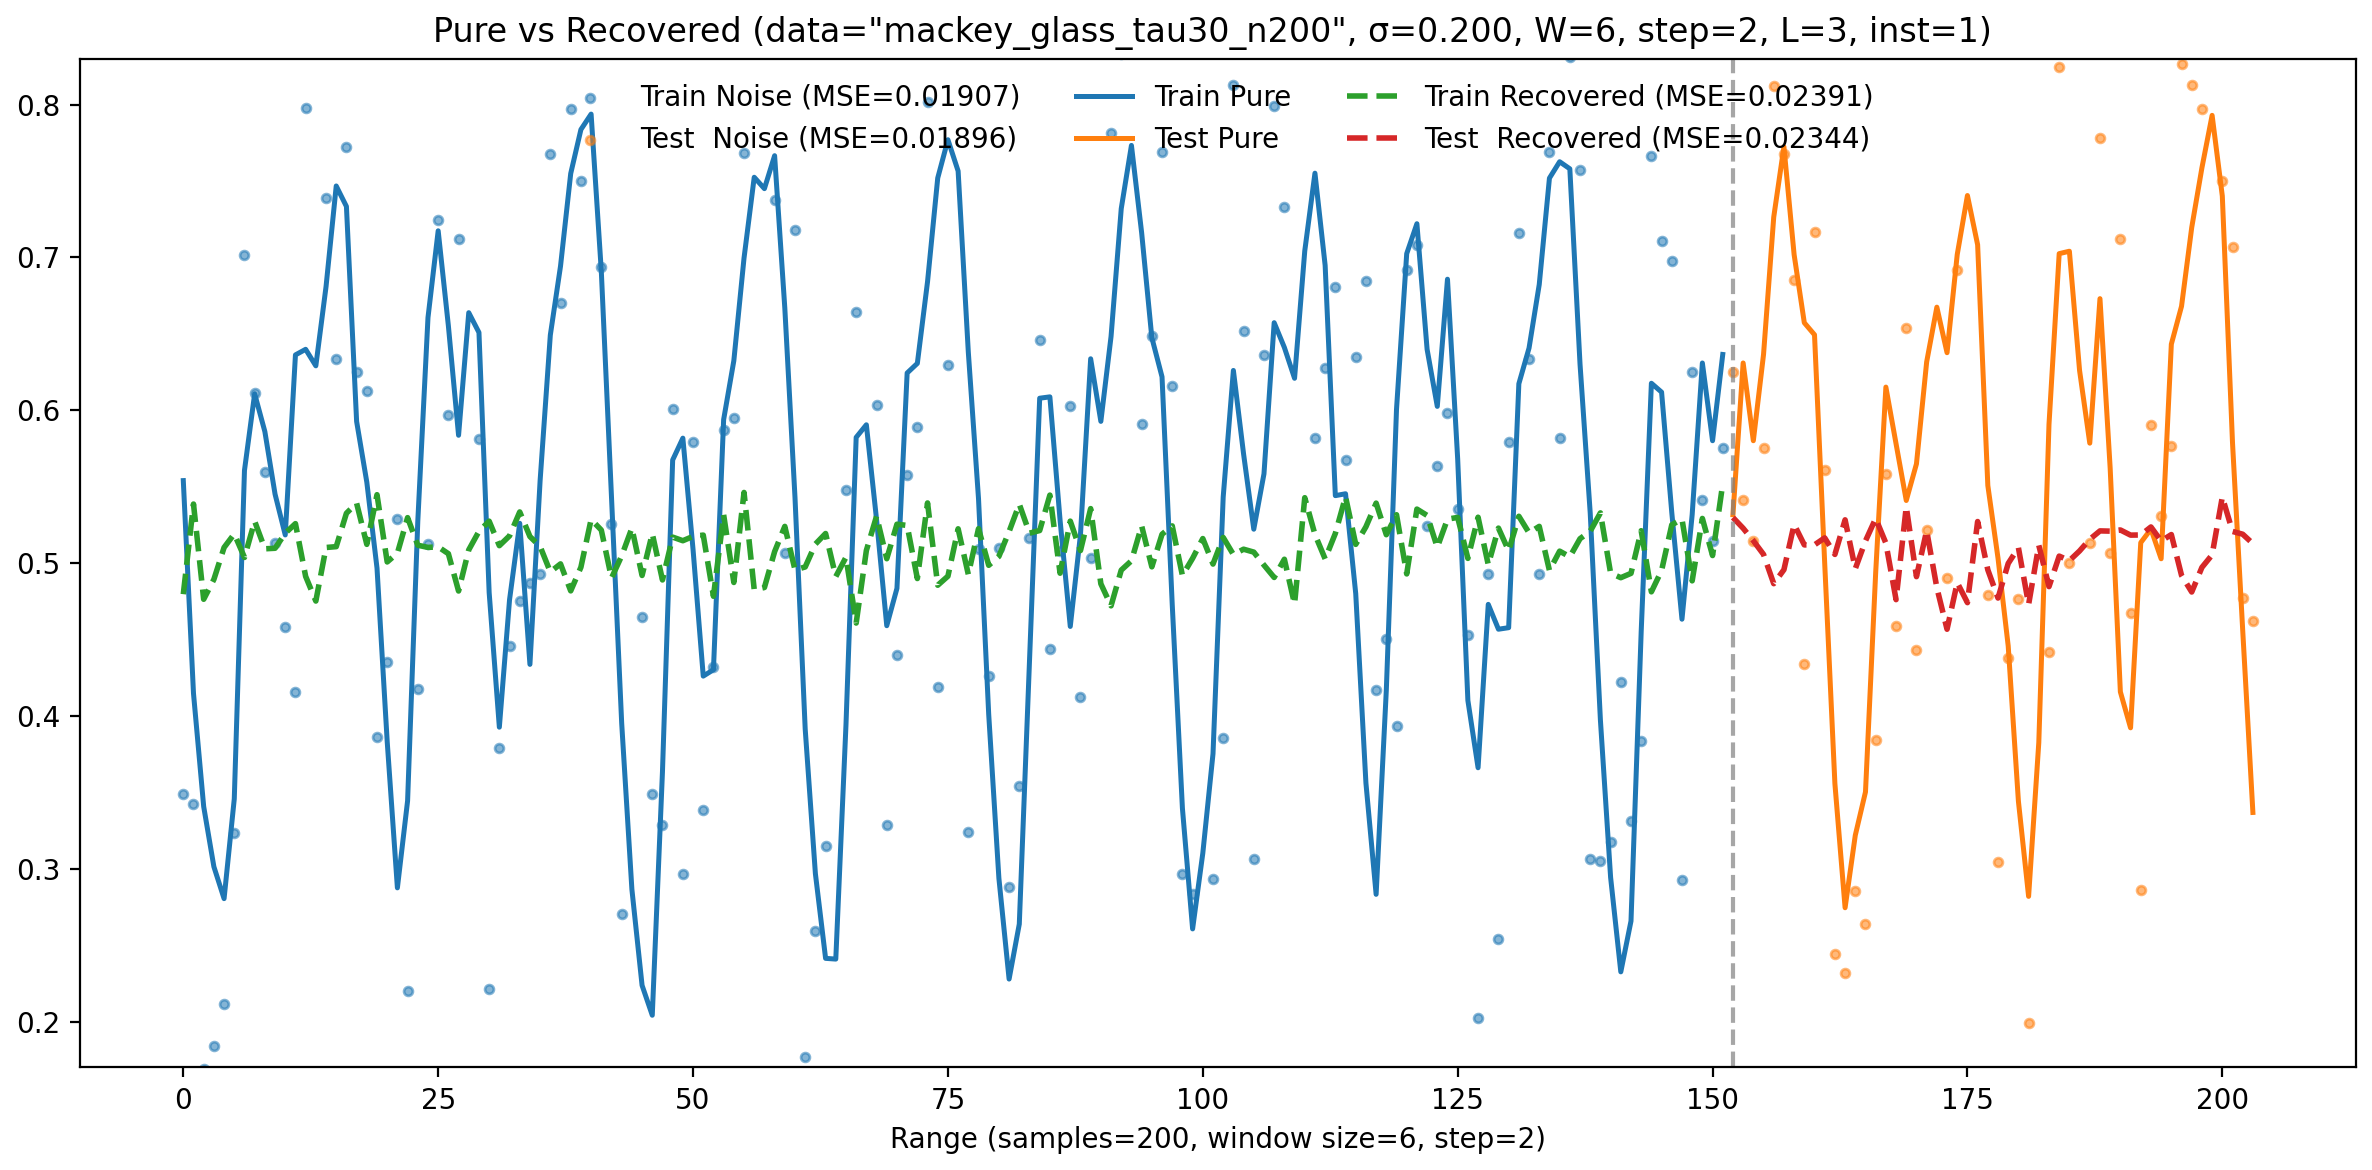 Pure vs Recovered (data="mackey_glass_tau30_n200", σ=0.200, W=6, step=2, L=3, inst=1)
Train Noise (MSE=0.01907) Train Pure Train Recovered (MSE=0.02391)
Test  Noise (MSE=0.01896) Test Pure Test  Recovered (MSE=0.02344)
0.8
0.7
0.6
0.5
0.4
0.3
0.2
0 25 50 75 100 125 150 175 200
Range (samples=200, window size=6, step=2)